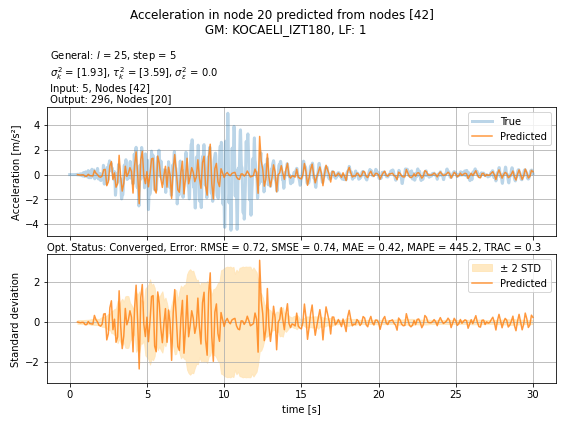 Acceleration in node 20 predicted from nodes [42]
GM: KOCAELI_IZT180, LF: 1
General: l = 25, step = 5
σ²ₖ = [1.93], τ²ₖ = [3.59], σ²ε = 0.0
Input: 5, Nodes [42]
Output: 296, Nodes [20]
Acceleration [m/s²]
4
2
0
−2
−4
True
Predicted
Opt. Status: Converged, Error: RMSE = 0.72, SMSE = 0.74, MAE = 0.42, MAPE = 445.2, TRAC = 0.3
Standard deviation
2
0
−2
± 2 STD
Predicted
0 5 10 15 20 25 30
time [s]